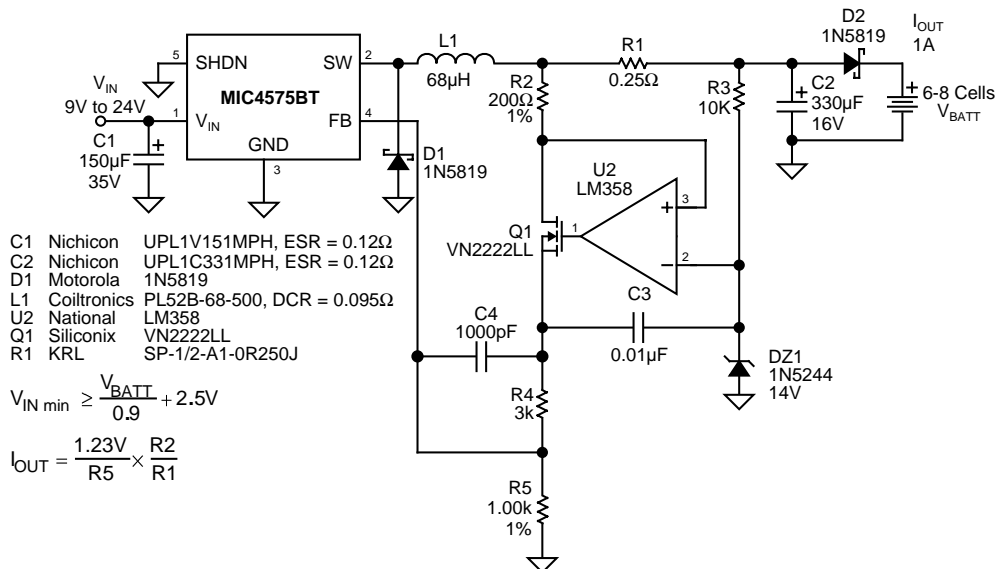 MIC4575BT
5
SHDN
SW
2
1
V_IN
FB
4
GND
3
V_IN
9V to 24V
C1
150µF
35V
+
L1
68µH
D1
1N5819
R2
200Ω
1%
R1
0.25Ω
R3
10K
C2
330µF
16V
+
D2
1N5819
I_OUT
1A
+
6-8 Cells
V_BATT
U2
LM358
+
3
−
2
1
Q1
VN2222LL
C3
0.01µF
C4
1000pF
DZ1
1N5244
14V
R4
3k
R5
1.00k
1%
C1 Nichicon UPL1V151MPH, ESR = 0.12Ω
C2 Nichicon UPL1C331MPH, ESR = 0.12Ω
D1 Motorola 1N5819
L1 Coiltronics PL52B-68-500, DCR = 0.095Ω
U2 National LM358
Q1 Siliconix VN2222LL
R1 KRL SP-1/2-A1-0R250J
V_IN min ≥ V_BATT / 0.9 + 2.5V
I_OUT = 1.23V / R5 × R2 / R1